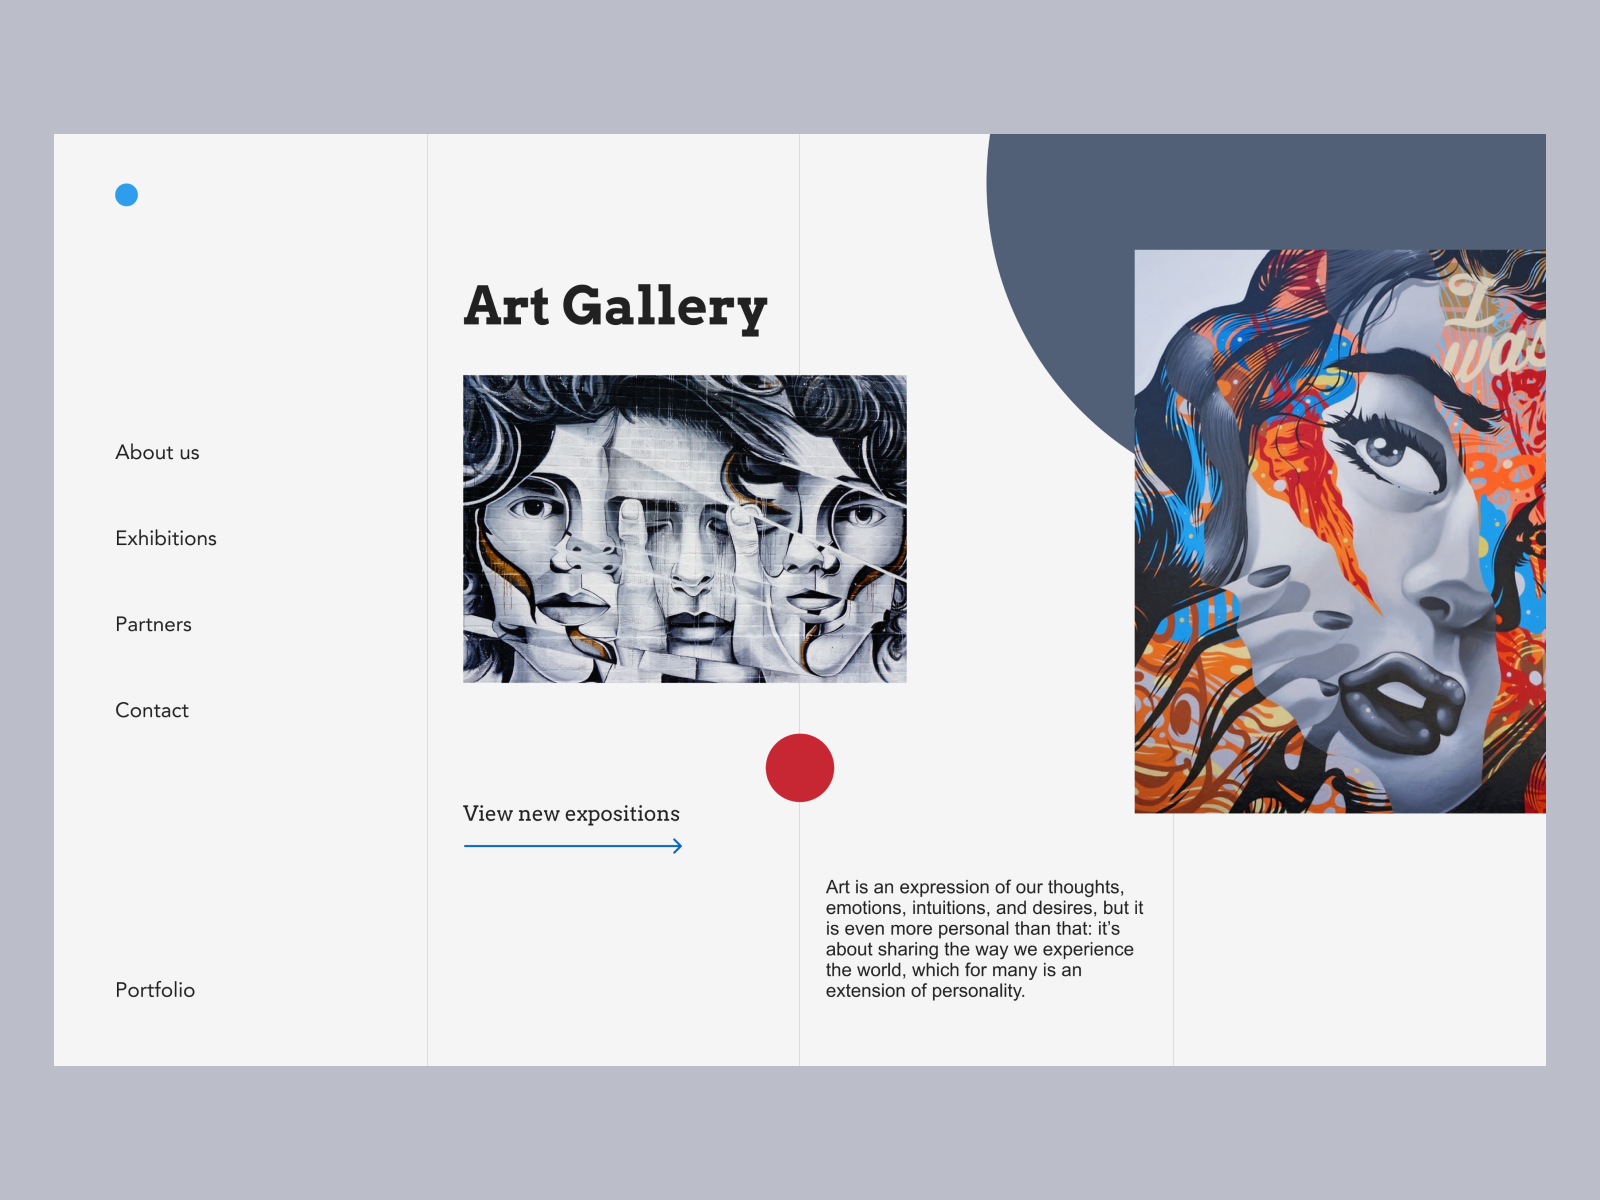 Art Gallery
I
was
About us
Exhibitions
Partners
Contact
View new expositions
Art is an expression of our thoughts,
emotions, intuitions, and desires, but it
is even more personal than that: it’s
about sharing the way we experience
the world, which for many is an
extension of personality.
Portfolio